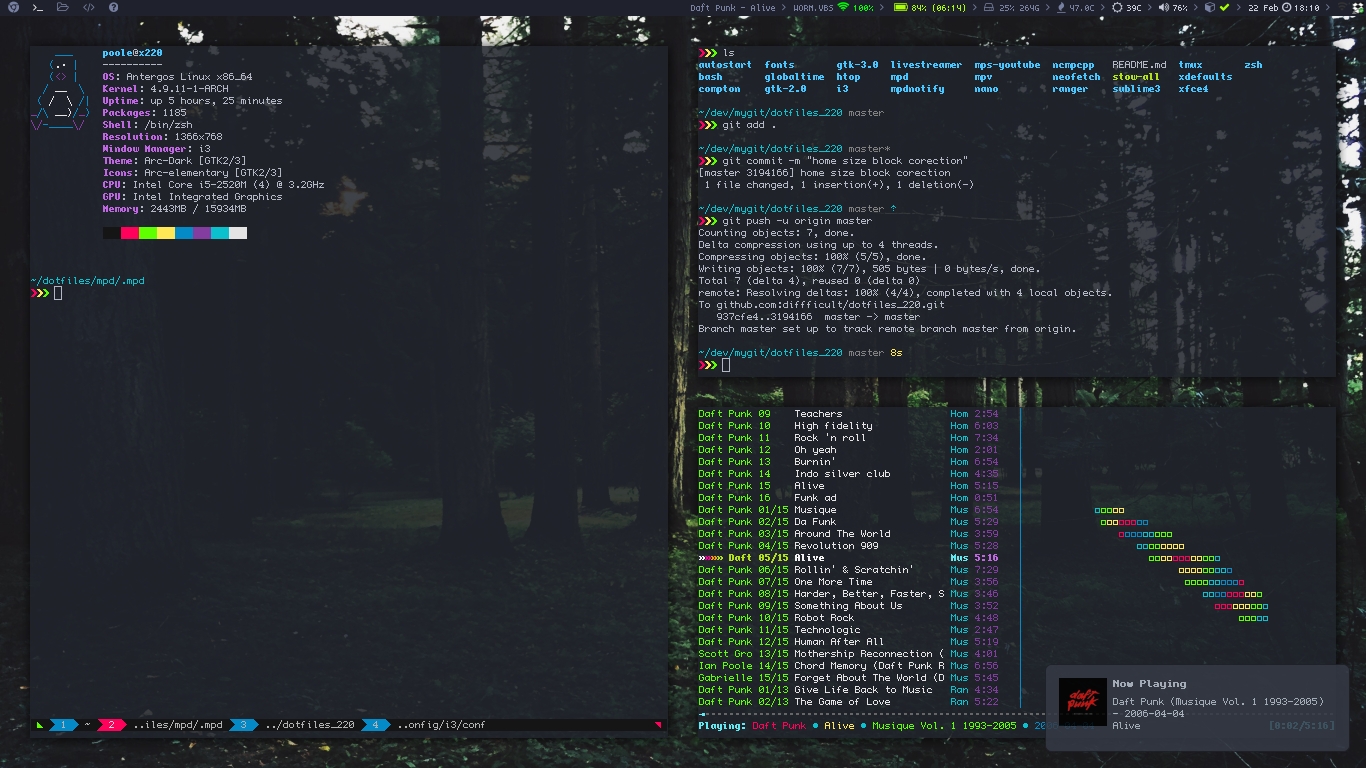 Daft Punk - Alive > WORM.VBS 100% > 84% (06:14) > 25% 264G > 47.0C > 39C > 76% > > 22 Feb 18:10 >
poole@x220
----------
OS: Antergos Linux x86_64
Kernel: 4.9.11-1-ARCH
Uptime: up 5 hours, 25 minutes
Packages: 1185
Shell: /bin/zsh
Resolution: 1366x768
Window Manager: i3
Theme: Arc-Dark [GTK2/3]
Icons: Arc-elementary [GTK2/3]
CPU: Intel Core i5-2520M (4) @ 3.2GHz
GPU: Intel Integrated Graphics
Memory: 2443MB / 15934MB
~/dotfiles/mpd/.mpd
❯❯❯
1 ~ 2 ..iles/mpd/.mpd 3 ../dotfiles_220 4 ..onfig/i3/conf
❯❯❯ ls
autostart fonts gtk-3.0 livestreamer mps-youtube ncmpcpp README.md tmux zsh
bash globaltime htop mpd mpv neofetch stow-all xdefaults
compton gtk-2.0 i3 mpdnotify nano ranger sublime3 xfce4
~/dev/mygit/dotfiles_220 master
❯❯❯ git add .
~/dev/mygit/dotfiles_220 master*
❯❯❯ git commit -m "home size block corection"
[master 3194166] home size block corection
1 file changed, 1 insertion(+), 1 deletion(-)
~/dev/mygit/dotfiles_220 master ↑
❯❯❯ git push -u origin master
Counting objects: 7, done.
Delta compression using up to 4 threads.
Compressing objects: 100% (5/5), done.
Writing objects: 100% (7/7), 505 bytes | 0 bytes/s, done.
Total 7 (delta 4), reused 0 (delta 0)
remote: Resolving deltas: 100% (4/4), completed with 4 local objects.
To github.com:diffficult/dotfiles_220.git
937cfe4..3194166 master -> master
Branch master set up to track remote branch master from origin.
~/dev/mygit/dotfiles_220 master 8s
❯❯❯
Daft Punk 09 Teachers Hom 2:54
Daft Punk 10 High fidelity Hom 6:03
Daft Punk 11 Rock 'n roll Hom 7:34
Daft Punk 12 Oh yeah Hom 2:01
Daft Punk 13 Burnin' Hom 6:54
Daft Punk 14 Indo silver club Hom 4:35
Daft Punk 15 Alive Hom 5:15
Daft Punk 16 Funk ad Hom 0:51
Daft Punk 01/15 Musique Mus 6:54
Daft Punk 02/15 Da Funk Mus 5:29
Daft Punk 03/15 Around The World Mus 3:59
Daft Punk 04/15 Revolution 909 Mus 5:28
»»»» Daft 05/15 Alive Mus 5:16
Daft Punk 06/15 Rollin' & Scratchin' Mus 7:29
Daft Punk 07/15 One More Time Mus 3:56
Daft Punk 08/15 Harder, Better, Faster, S Mus 3:46
Daft Punk 09/15 Something About Us Mus 3:52
Daft Punk 10/15 Robot Rock Mus 4:48
Daft Punk 11/15 Technologic Mus 2:47
Daft Punk 12/15 Human After All Mus 5:19
Scott Gro 13/15 Mothership Reconnection ( Mus 4:01
Ian Poole 14/15 Chord Memory (Daft Punk R Mus 6:56
Gabrielle 15/15 Forget About The World (D Mus 5:45
Daft Punk 01/13 Give Life Back to Music Ran 4:34
Daft Punk 02/13 The Game of Love Ran 5:22
Playing: Daft Punk ● Alive ● Musique Vol. 1 1993-2005 ● [0:02/5:16]
daft punk
Now Playing
Daft Punk (Musique Vol. 1 1993-2005)
- 2006-04-04
Alive